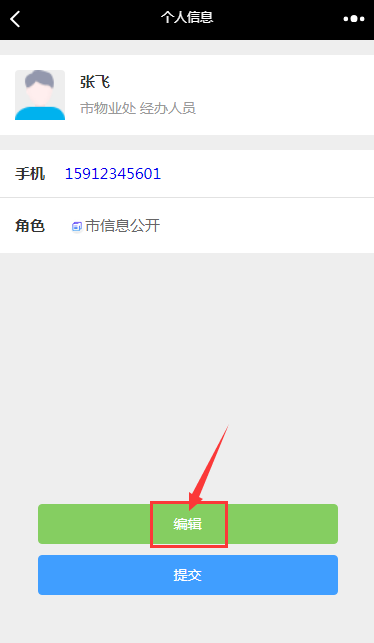 个人信息
张飞
市物业处 经办人员
手机 15912345601
角色 市信息公开
编辑
提交